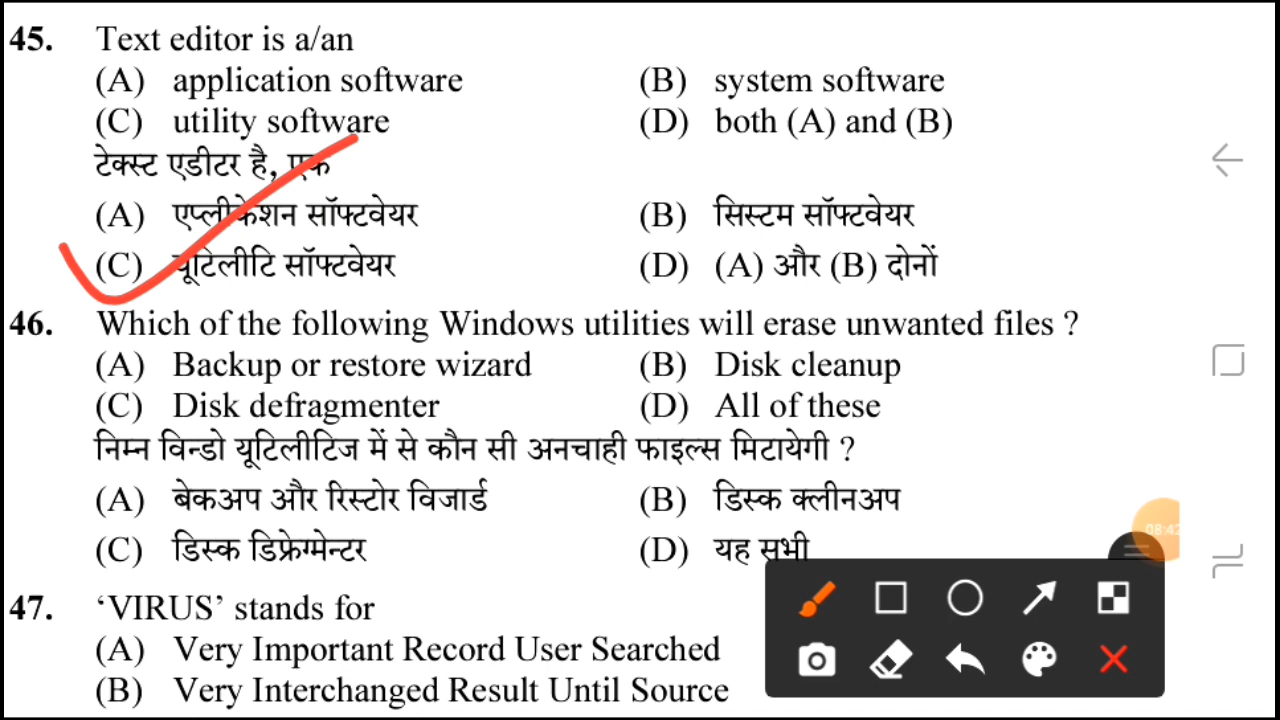 45. Text editor is a/an
(A) application software (B) system software
(C) utility software (D) both (A) and (B)
टेक्स्ट एडीटर है, एक
(A) एप्लीकेशन सॉफ्टवेयर (B) सिस्टम सॉफ्टवेयर
(C) यूटिलीटि सॉफ्टवेयर (D) (A) और (B) दोनों
46. Which of the following Windows utilities will erase unwanted files ?
(A) Backup or restore wizard (B) Disk cleanup
(C) Disk defragmenter (D) All of these
निम्न विन्डो यूटिलीटिज में से कौन सी अनचाही फाइल्स मिटायेगी ?
(A) बेकअप और रिस्टोर विजार्ड (B) डिस्क क्लीनअप
08:42
(C) डिस्क डिफ्रेग्मेन्टर (D) यह सभी
47. ‘VIRUS’ stands for
(A) Very Important Record User Searched
(B) Very Interchanged Result Until Source